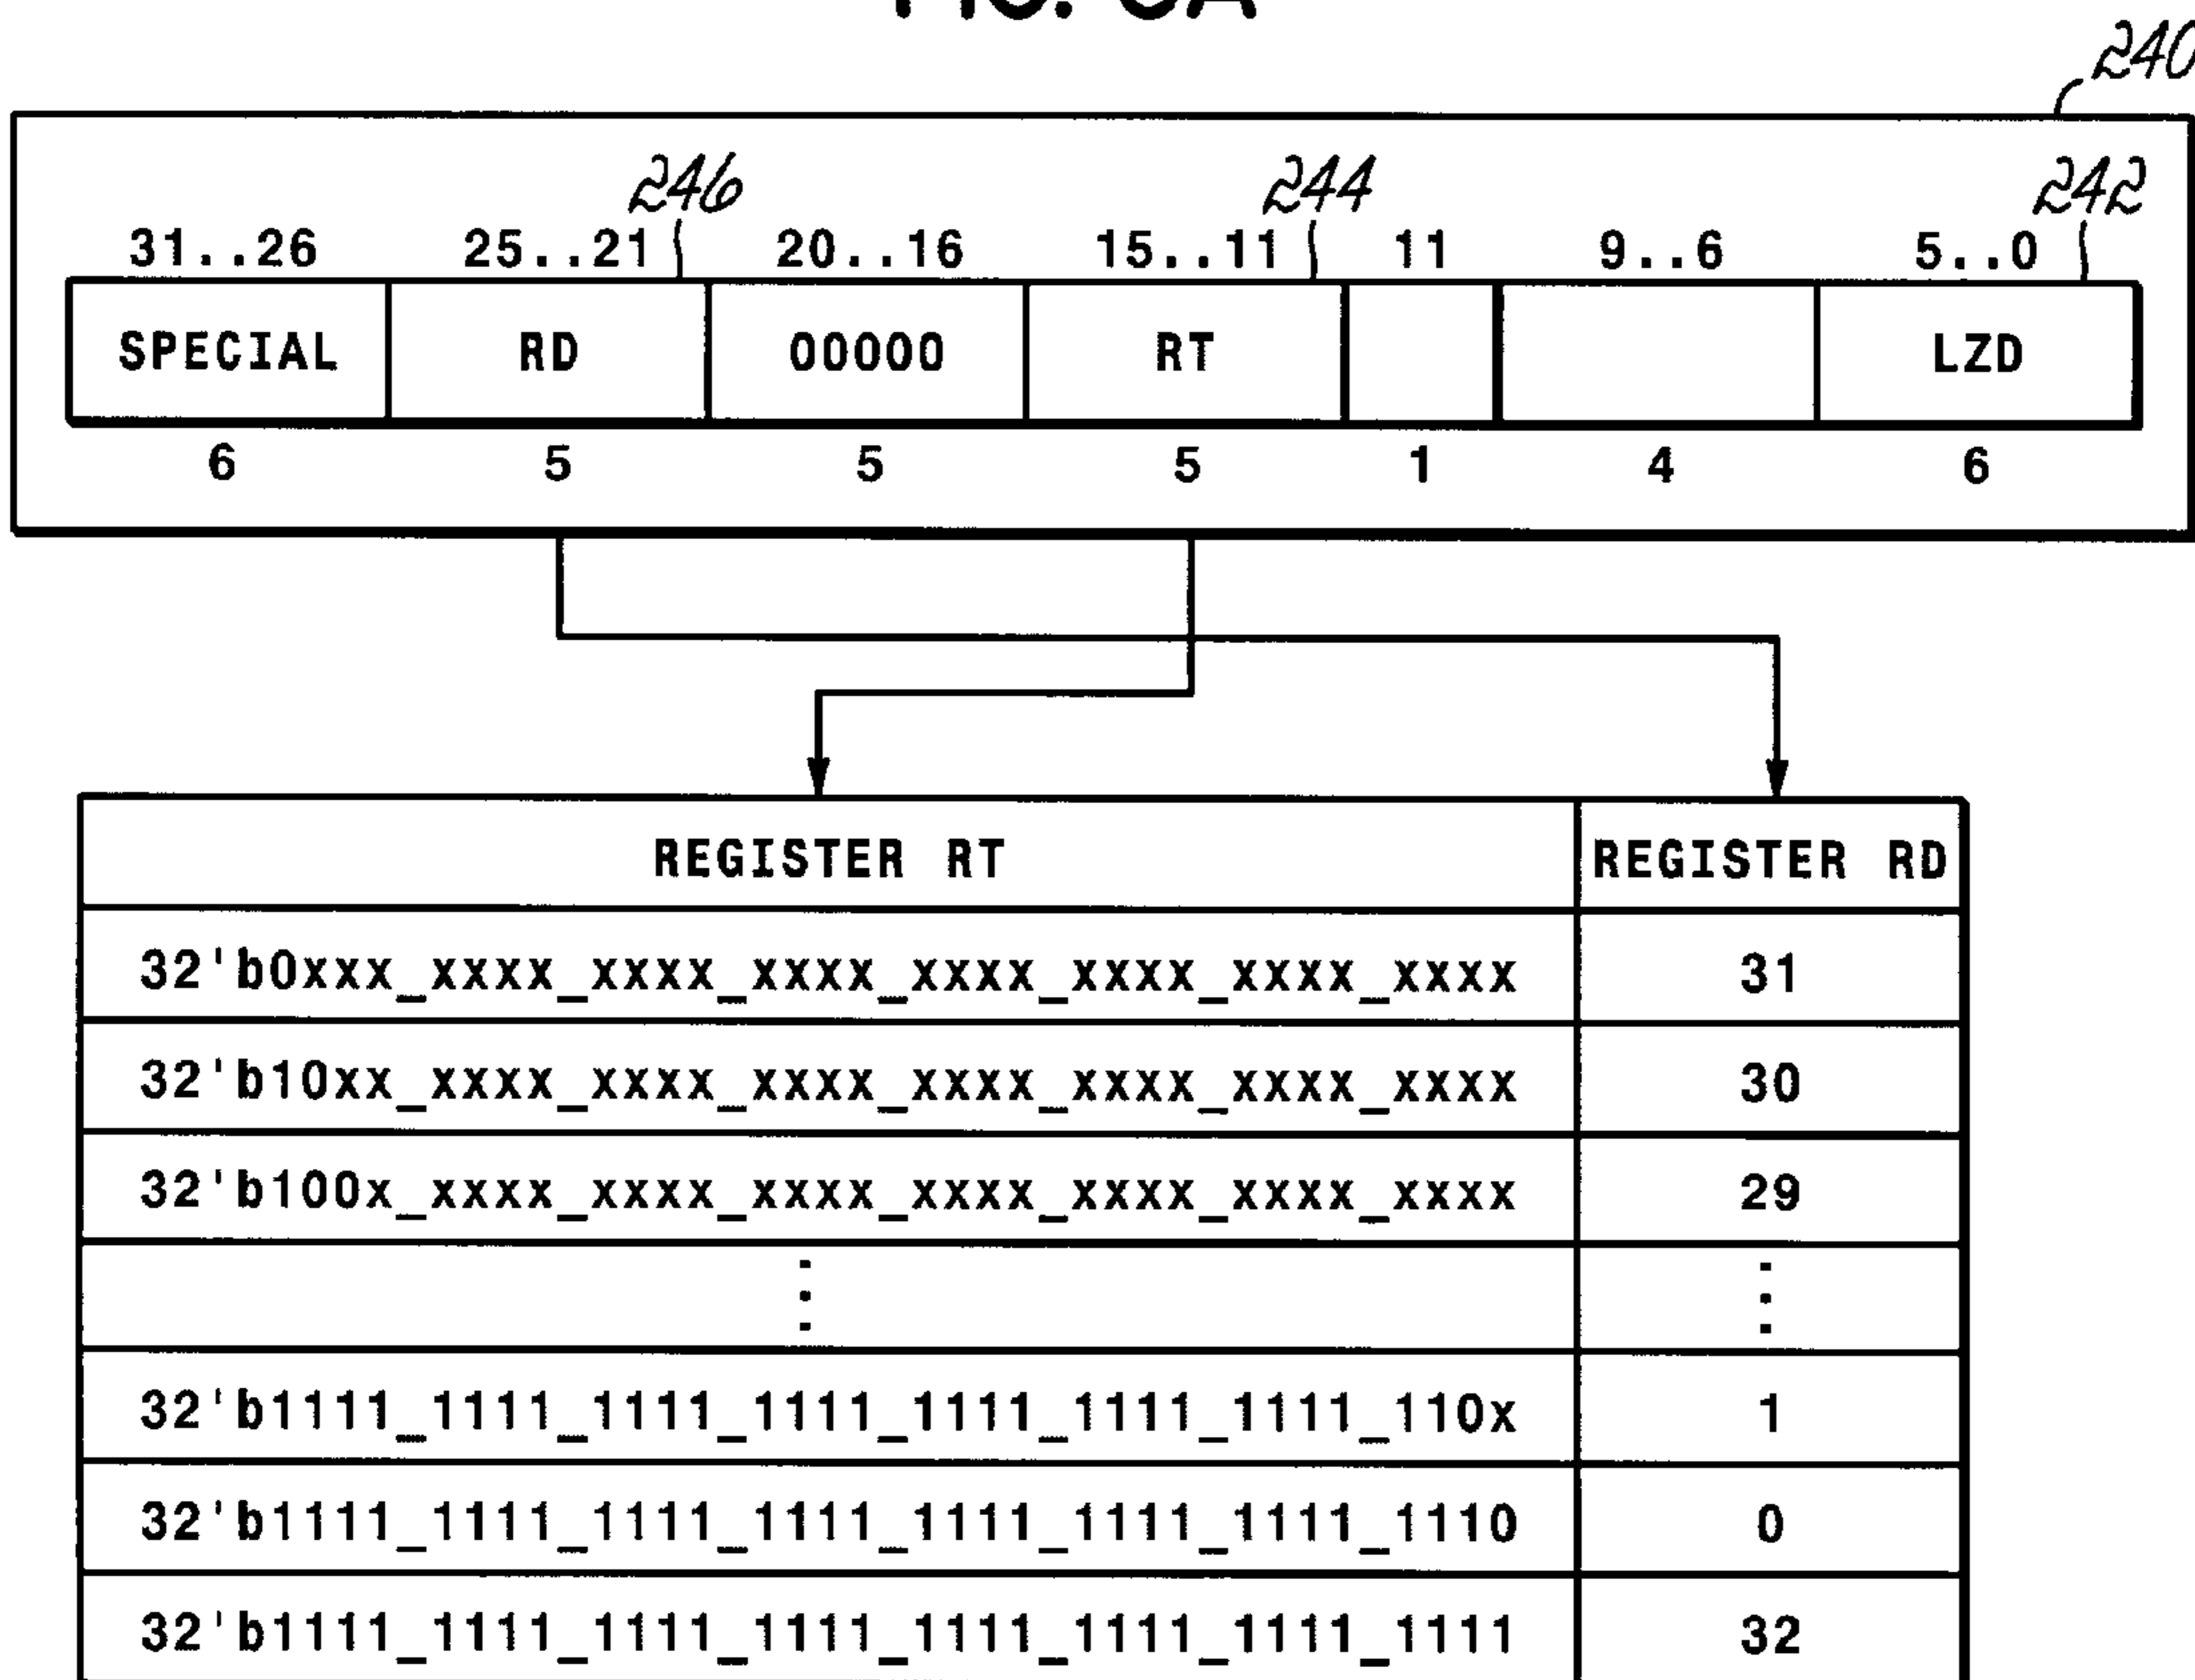 FIG. 
240
246 244 242
31..26 25..21 20..16 15..11 11 9..6 5..0
SPECIAL RD 00000 RT LZD
6 5 5 5 1 4 6
REGISTER RT REGISTER RD
32'b0xxx_xxxx_xxxx_xxxx_xxxx_xxxx_xxxx_xxxx 31
32'b10xx_xxxx_xxxx_xxxx_xxxx_xxxx_xxxx_xxxx 30
32'b100x_xxxx_xxxx_xxxx_xxxx_xxxx_xxxx_xxxx 29
32'b1111_1111_1111_1111_1111_1111_1111_110x 1
32'b1111_1111_1111_1111_1111_1111_1111_1110 0
32'b1111_1111_1111_1111_1111_1111_1111_1111 32